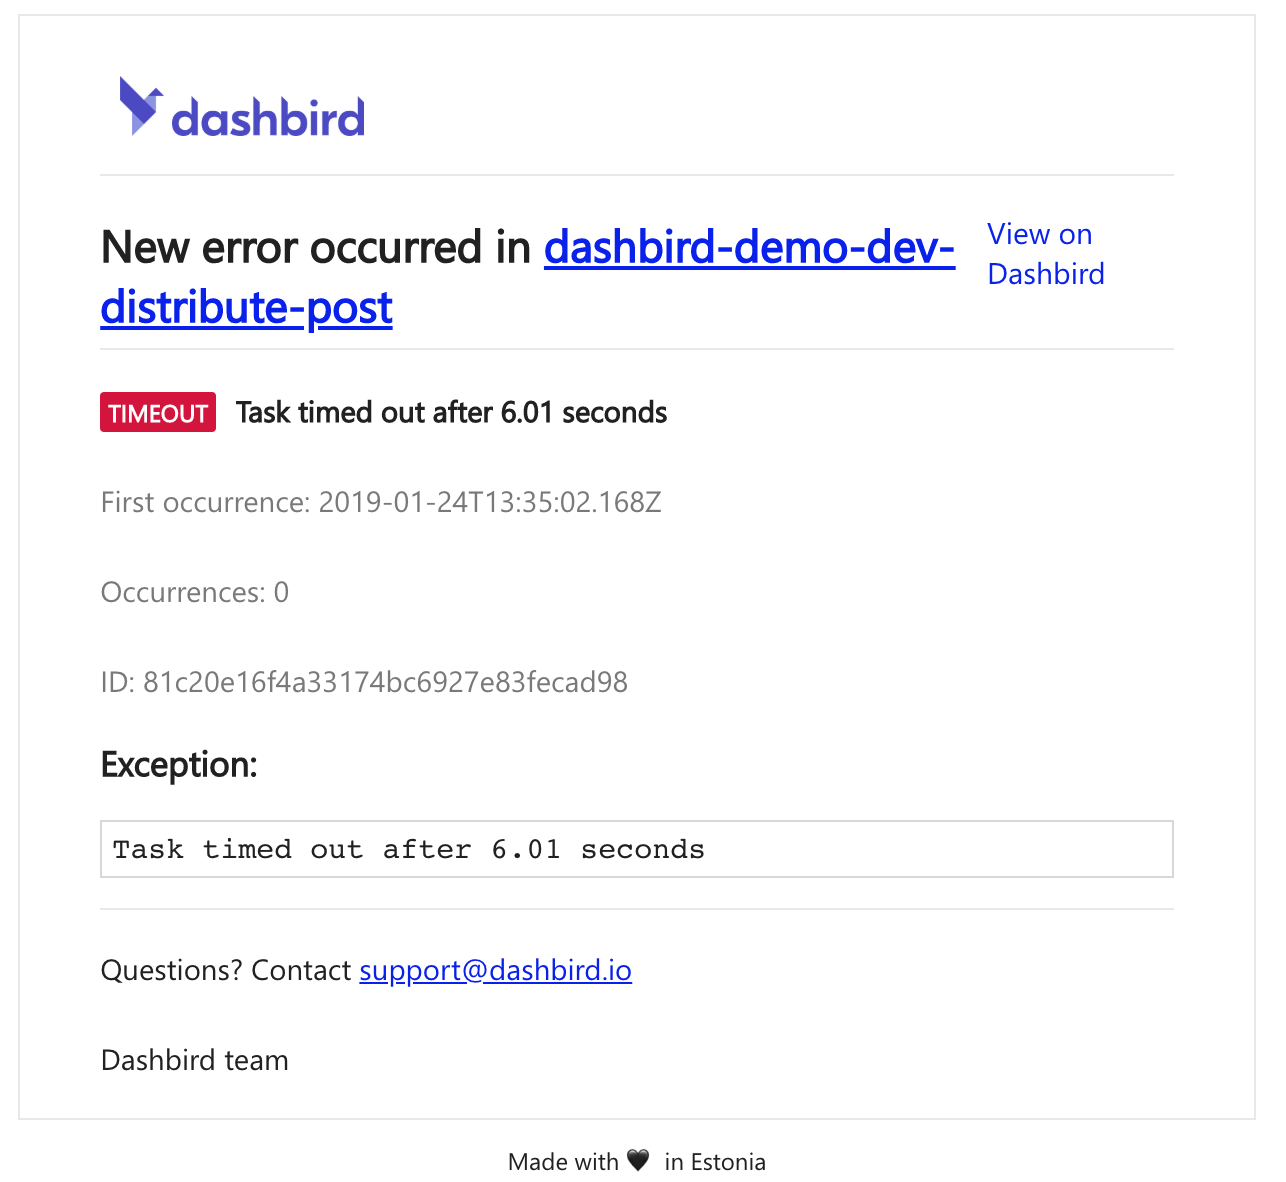 dashbird
New error occurred in dashbird-demo-dev-
distribute-post
View on
Dashbird
TIMEOUT Task timed out after 6.01 seconds
First occurrence: 2019-01-24T13:35:02.168Z
Occurrences: 0
ID: 81c20e16f4a33174bc6927e83fecad98
Exception:
Task timed out after 6.01 seconds
Questions? Contact support@dashbird.io
Dashbird team
Made with 🖤 in Estonia